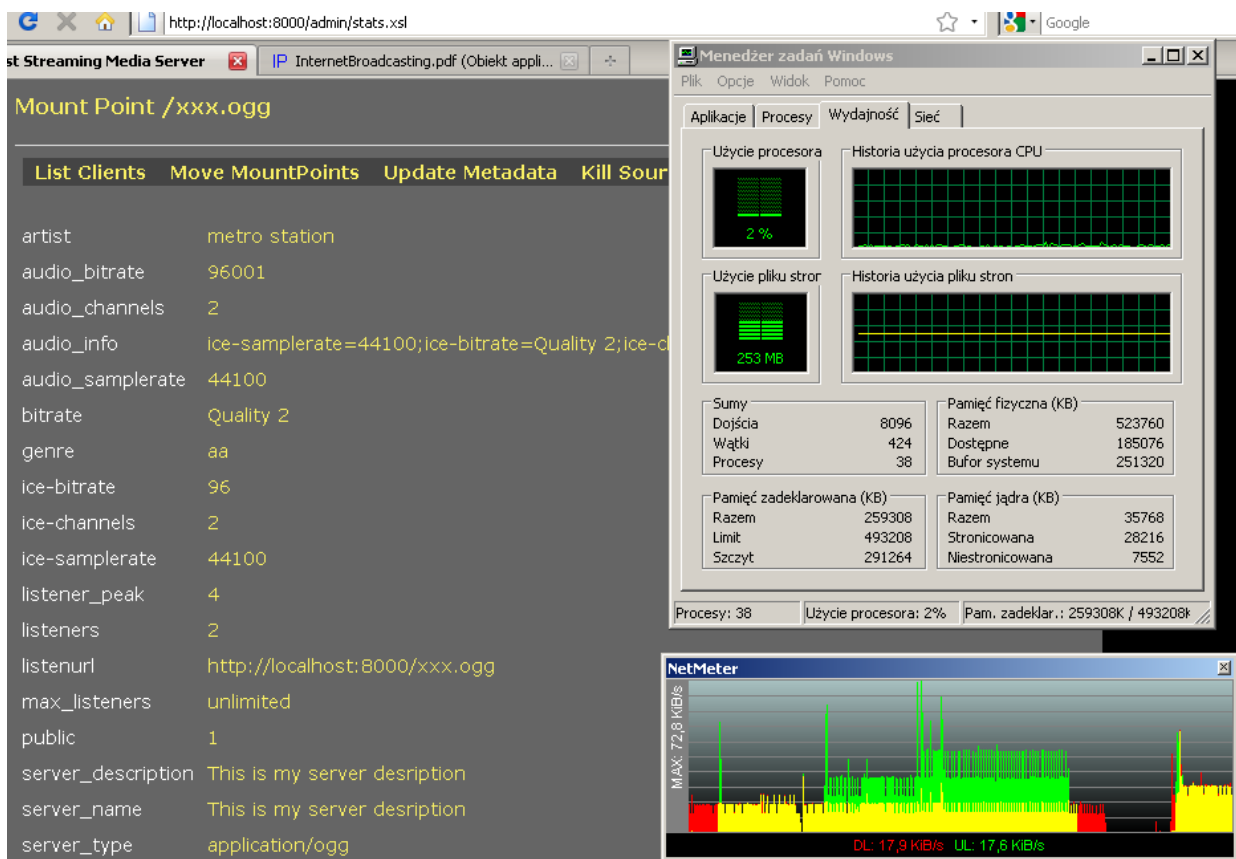 http://localhost:8000/admin/stats.xsl
Google
st Streaming Media Server
InternetBroadcasting.pdf (Obiekt appli...
Mount Point /xxx.ogg
List Clients Move MountPoints Update Metadata Kill Sour
artist metro station
audio_bitrate 96001
audio_channels 2
audio_info ice-samplerate=44100;ice-bitrate=Quality 2;ice-cl
audio_samplerate 44100
bitrate Quality 2
genre aa
ice-bitrate 96
ice-channels 2
ice-samplerate 44100
listener_peak 4
listeners 2
listenurl http://localhost:8000/xxx.ogg
max_listeners unlimited
public 1
server_description This is my server desription
server_name This is my server desription
server_type application/ogg
Menedżer zadań Windows
Plik Opcje Widok Pomoc
Aplikacje Procesy Wydajność Sieć
Użycie procesora Historia użycia procesora CPU
2 %
Użycie pliku stror Historia użycia pliku stron
253 MB
Sumy
Dojścia 8096
Wątki 424
Procesy 38
Pamięć fizyczna (KB)
Razem 523760
Dostępne 185076
Bufor systemu 251320
Pamięć zadeklarowana (KB)
Razem 259308
Limit 493208
Szczyt 291264
Pamięć jądra (KB)
Razem 35768
Stronicowana 28216
Niestronicowana 7552
Procesy: 38 Użycie procesora: 2% Pam. zadeklar.: 259308K / 493208K
NetMeter
MAX: 72,8 KiB/s
DL: 17,9 KiB/s UL: 17,6 KiB/s